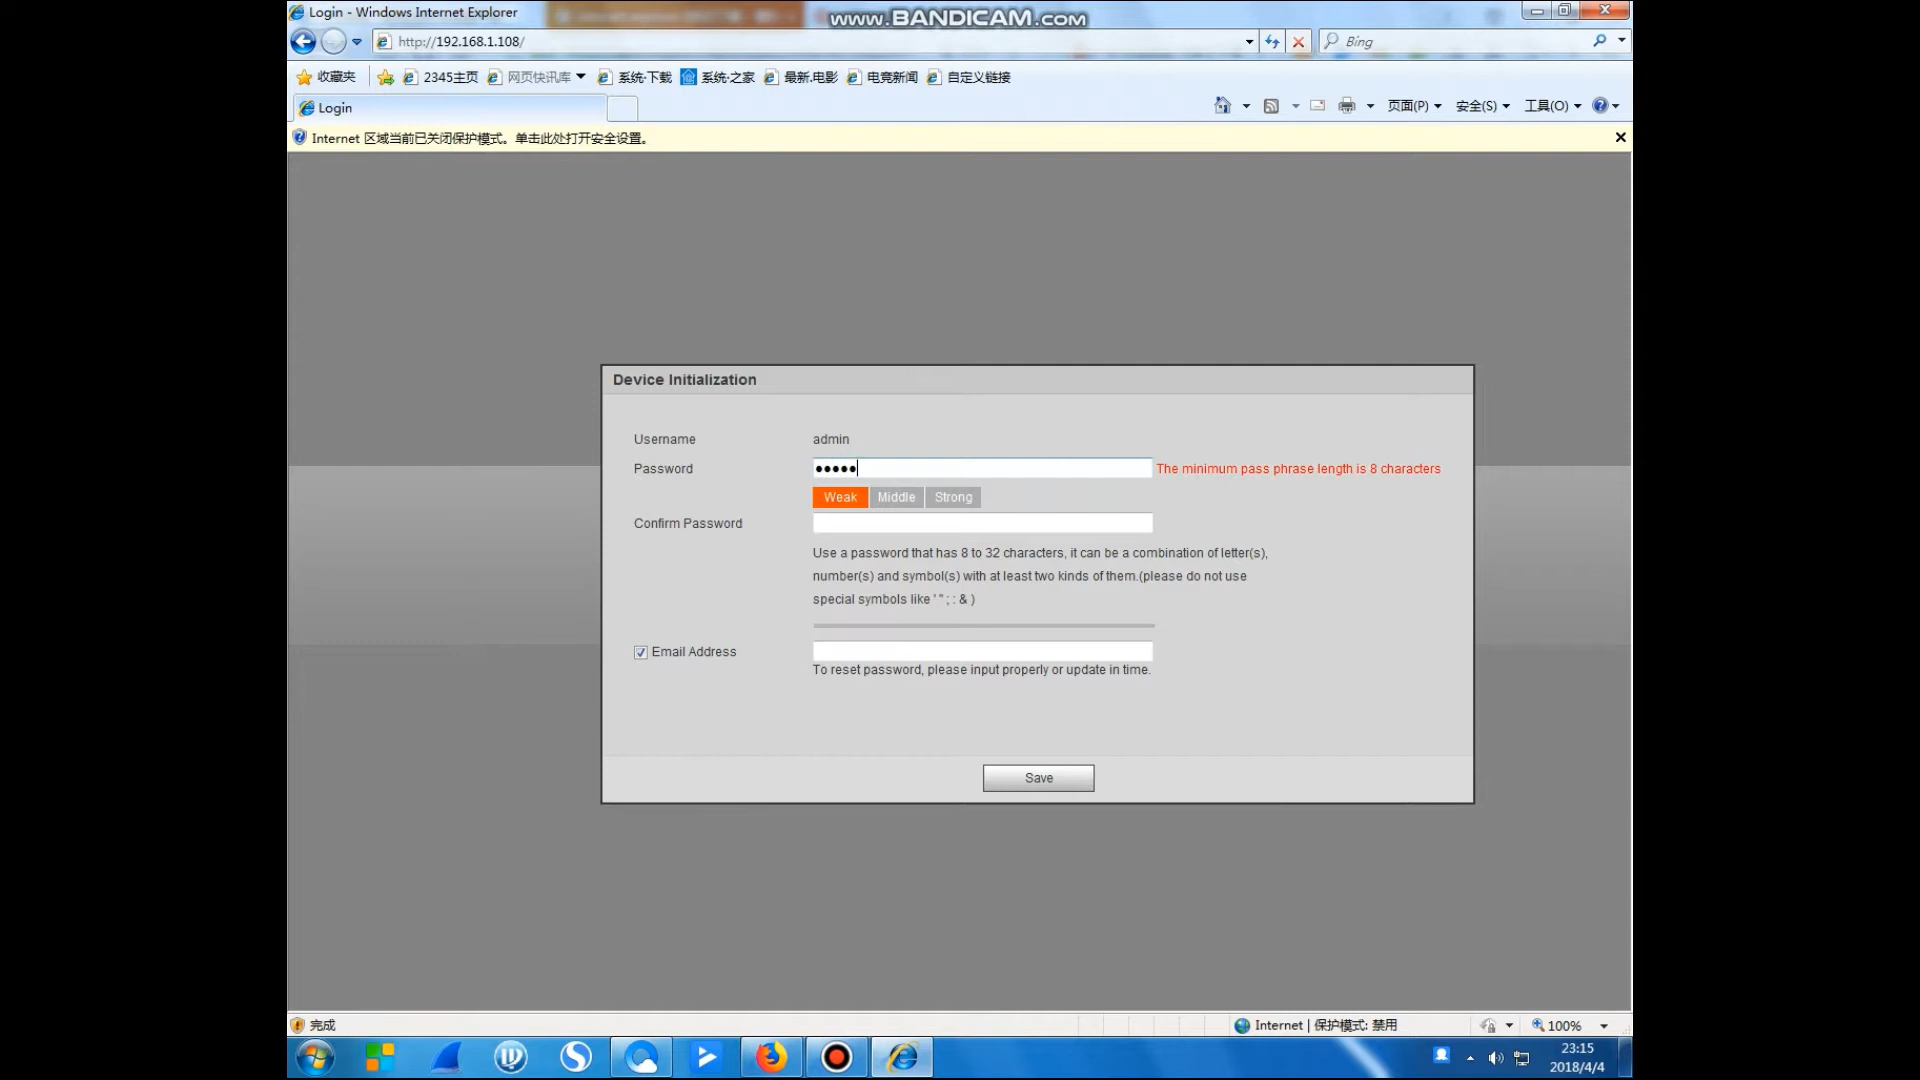 Login - Windows Internet Explorer
www.BANDICAM.com
http://192.168.1.108/
Bing
收藏夹 2345主页 网页快讯库 系统·下载 系统·之家 最新.电影 电竞新闻 自定义链接
Login 页面(P) 安全(S) 工具(O)
Internet 区域当前已关闭保护模式。单击此处打开安全设置。
Device Initialization
Username admin
Password The minimum pass phrase length is 8 characters
Weak Middle Strong
Confirm Password
Use a password that has 8 to 32 characters, it can be a combination of letter(s),
number(s) and symbol(s) with at least two kinds of them.(please do not use
special symbols like ' " ; : & )
Email Address
To reset password, please input properly or update in time.
Save
完成 Internet | 保护模式: 禁用 100%
23:15
2018/4/4